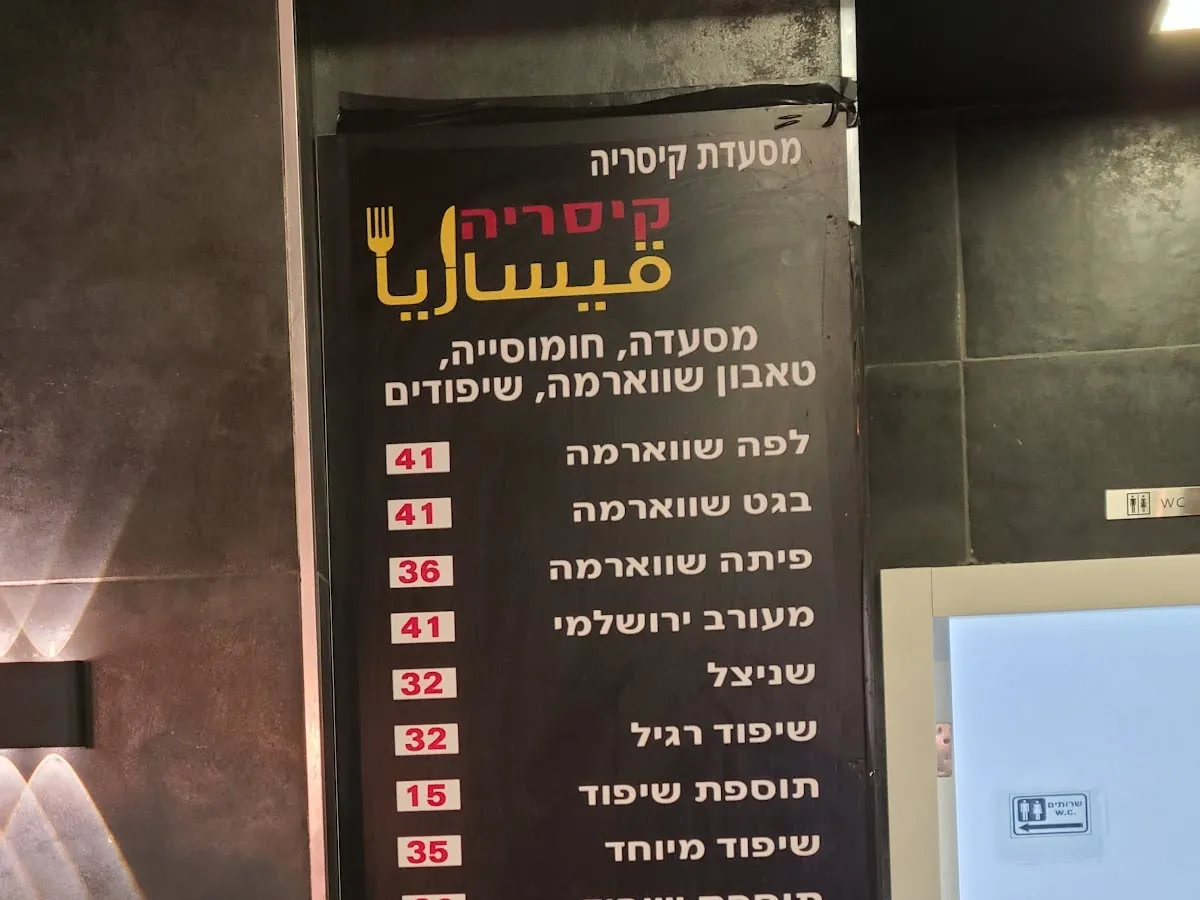 מסעדת קיסריה
קיסריה
قيساريا
מסעדה, חומוסייה,
טאבון שווארמה, שיפודים
לפה שווארמה 41
בגט שווארמה 41
פיתה שווארמה 36
מעורב ירושלמי 41
שניצל 32
שיפוד רגיל 32
תוספת שיפוד 15
שיפוד מיוחד 35
WC
שרותים
W.C.